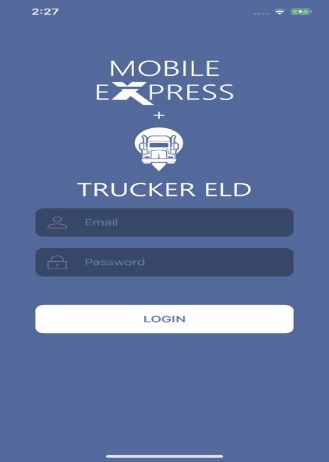 2:27
MOBILE
EXPRESS
+
TRUCKER ELD
Email
Password
LOGIN